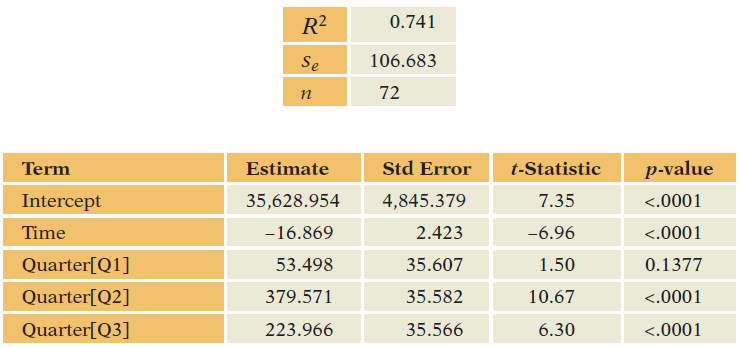 R² 0.741
Se 106.683
n 72
Term Estimate Std Error t-Statistic p-value
Intercept 35,628.954 4,845.379 7.35 <.0001
Time −16.869 2.423 −6.96 <.0001
Quarter[Q1] 53.498 35.607 1.50 0.1377
Quarter[Q2] 379.571 35.582 10.67 <.0001
Quarter[Q3] 223.966 35.566 6.30 <.0001